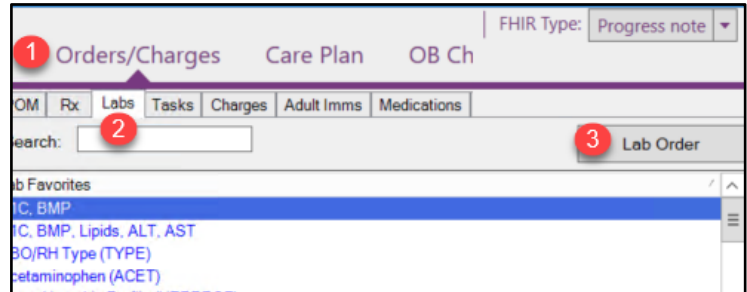 FHIR Type: Progress note
1 Orders/Charges Care Plan OB Ch
OM Rx Labs Tasks Charges Adult Imms Medications
2
earch:
3 Lab Order
ab Favorites
1C, BMP
1C, BMP, Lipids, ALT, AST
BO/RH Type (TYPE)
cetaminophen (ACET)